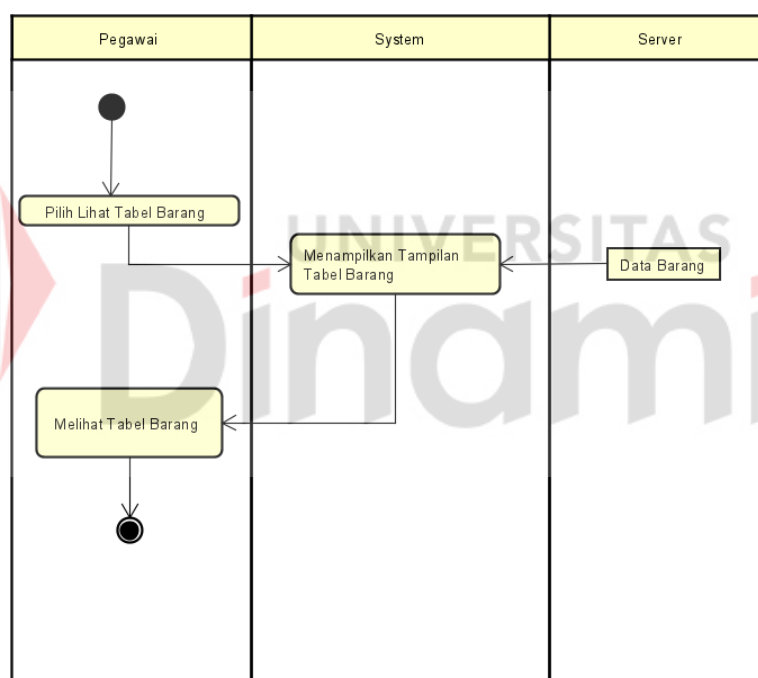 Pegawai
System
Server
Pilih Lihat Tabel Barang
UNIVERSITAS
Menampilkan Tampilan
Tabel Barang
Data Barang
Dinami
Melihat Tabel Barang